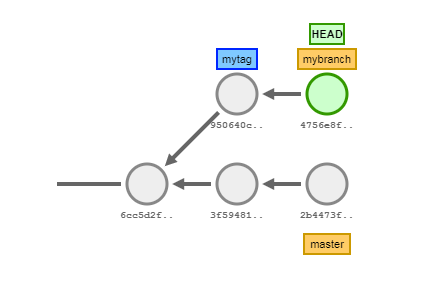 HEAD
mytag
mybranch
950640c..
4756e8f..
6cc5d2f..
3f59481..
2b4473f..
master